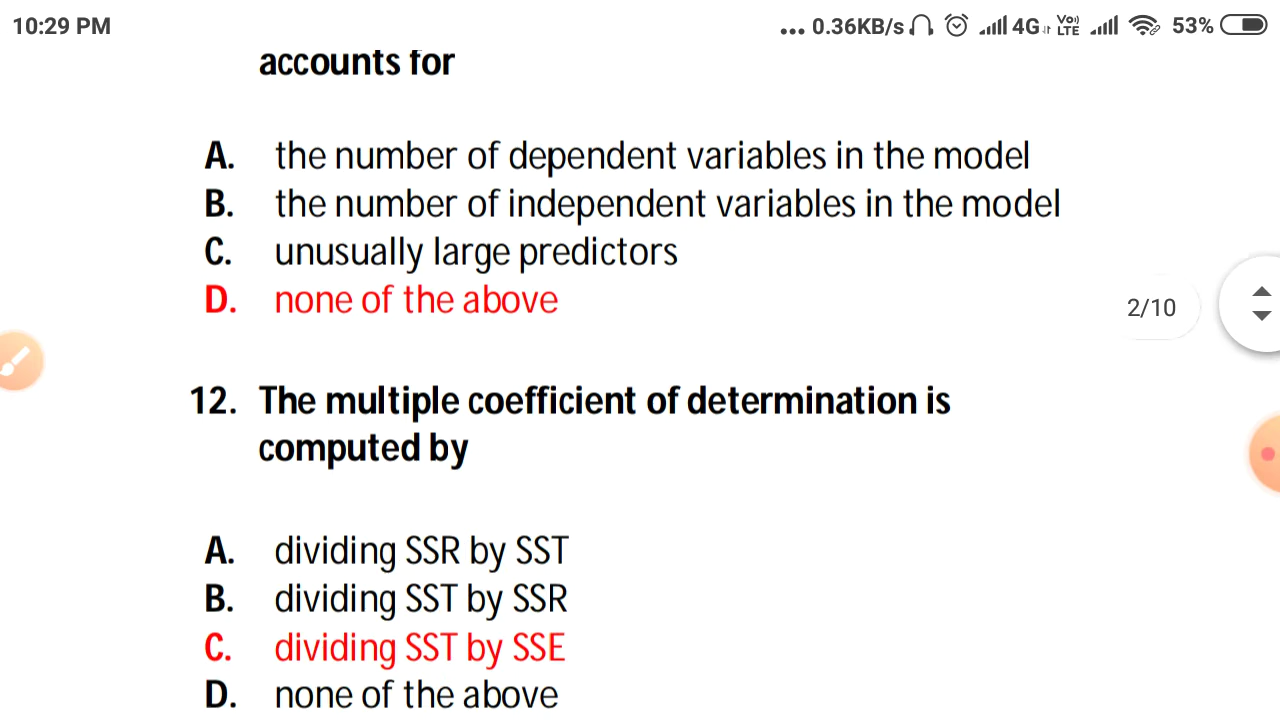 10:29 PM
... 0.36KB/s 4G VoLTE 53%
accounts for
A. the number of dependent variables in the model
B. the number of independent variables in the model
C. unusually large predictors
D. none of the above
2/10
12. The multiple coefficient of determination is
computed by
A. dividing SSR by SST
B. dividing SST by SSR
C. dividing SST by SSE
D. none of the above